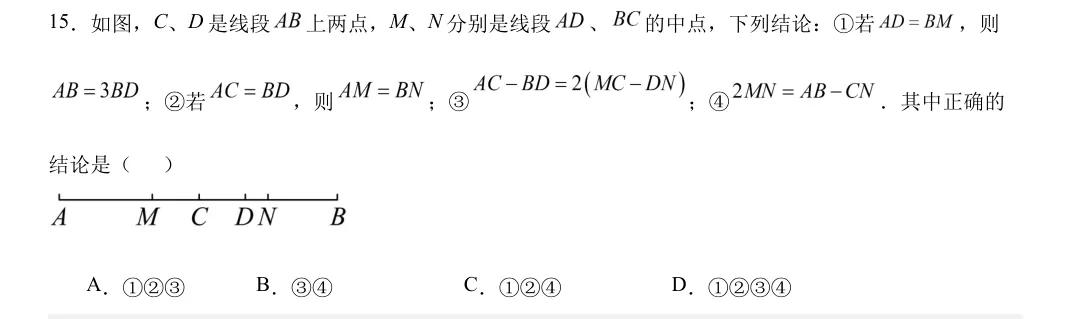 15．如图，C、D 是线段 AB 上两点，M、N 分别是线段 AD 、 BC 的中点，下列结论：①若 AD = BM ，则
AB = 3BD ；②若 AC = BD ，则 AM = BN ；③ AC − BD = 2(MC − DN) ；④ 2MN = AB − CN ．其中正确的
结论是（ ）
A M C D N B
A．①②③ B．③④ C．①②④ D．①②③④